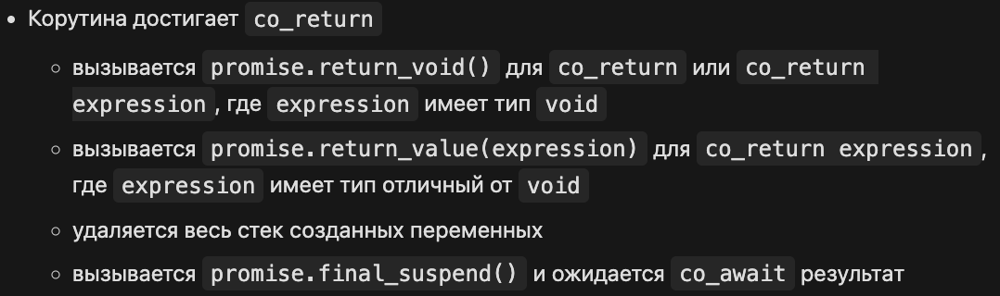 • Корутина достигает co_return
◦ вызывается promise.return_void() для co_return или co_return
expression, где expression имеет тип void
◦ вызывается promise.return_value(expression) для co_return expression,
где expression имеет тип отличный от void
◦ удаляется весь стек созданных переменных
◦ вызывается promise.final_suspend() и ожидается co_await результат